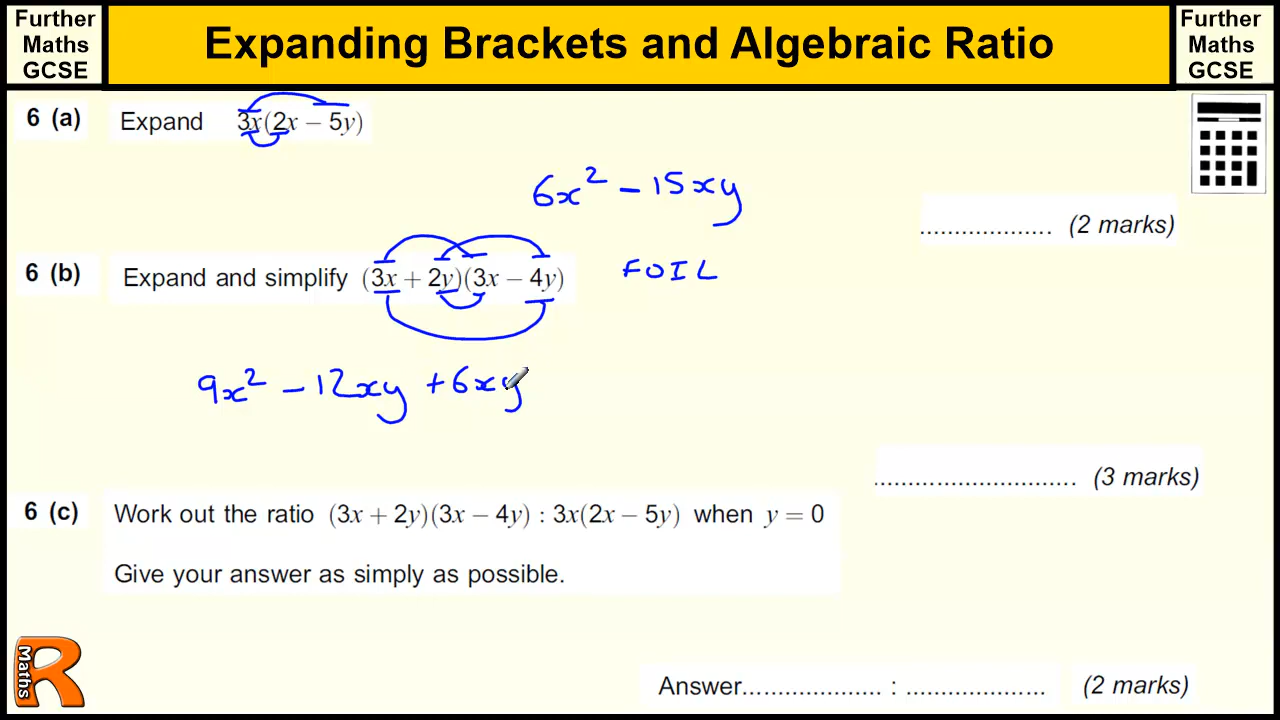 Further Maths GCSE
Expanding Brackets and Algebraic Ratio
Further Maths GCSE
6 (a) Expand 3x(2x − 5y)
6x² − 15xy
.................... (2 marks)
6 (b) Expand and simplify (3x + 2y)(3x − 4y) FOIL
9x² − 12xy + 6xy
.............................. (3 marks)
6 (c) Work out the ratio (3x + 2y)(3x − 4y) : 3x(2x − 5y) when y = 0
Give your answer as simply as possible.
R Maths
Answer..................... : ..................... (2 marks)